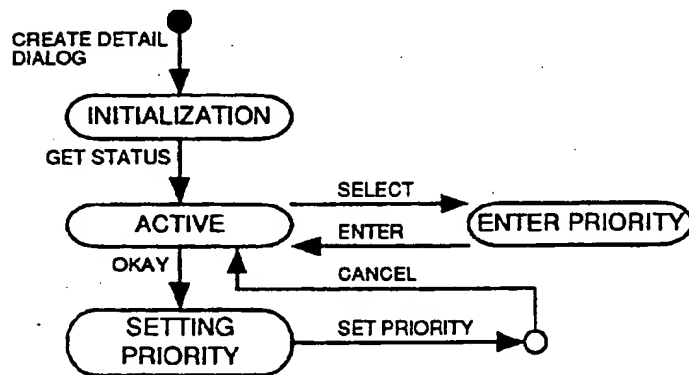 CREATE DETAIL
DIALOG
INITIALIZATION
GET STATUS
SELECT
ACTIVE
ENTER PRIORITY
ENTER
OKAY
CANCEL
SETTING
PRIORITY
SET PRIORITY